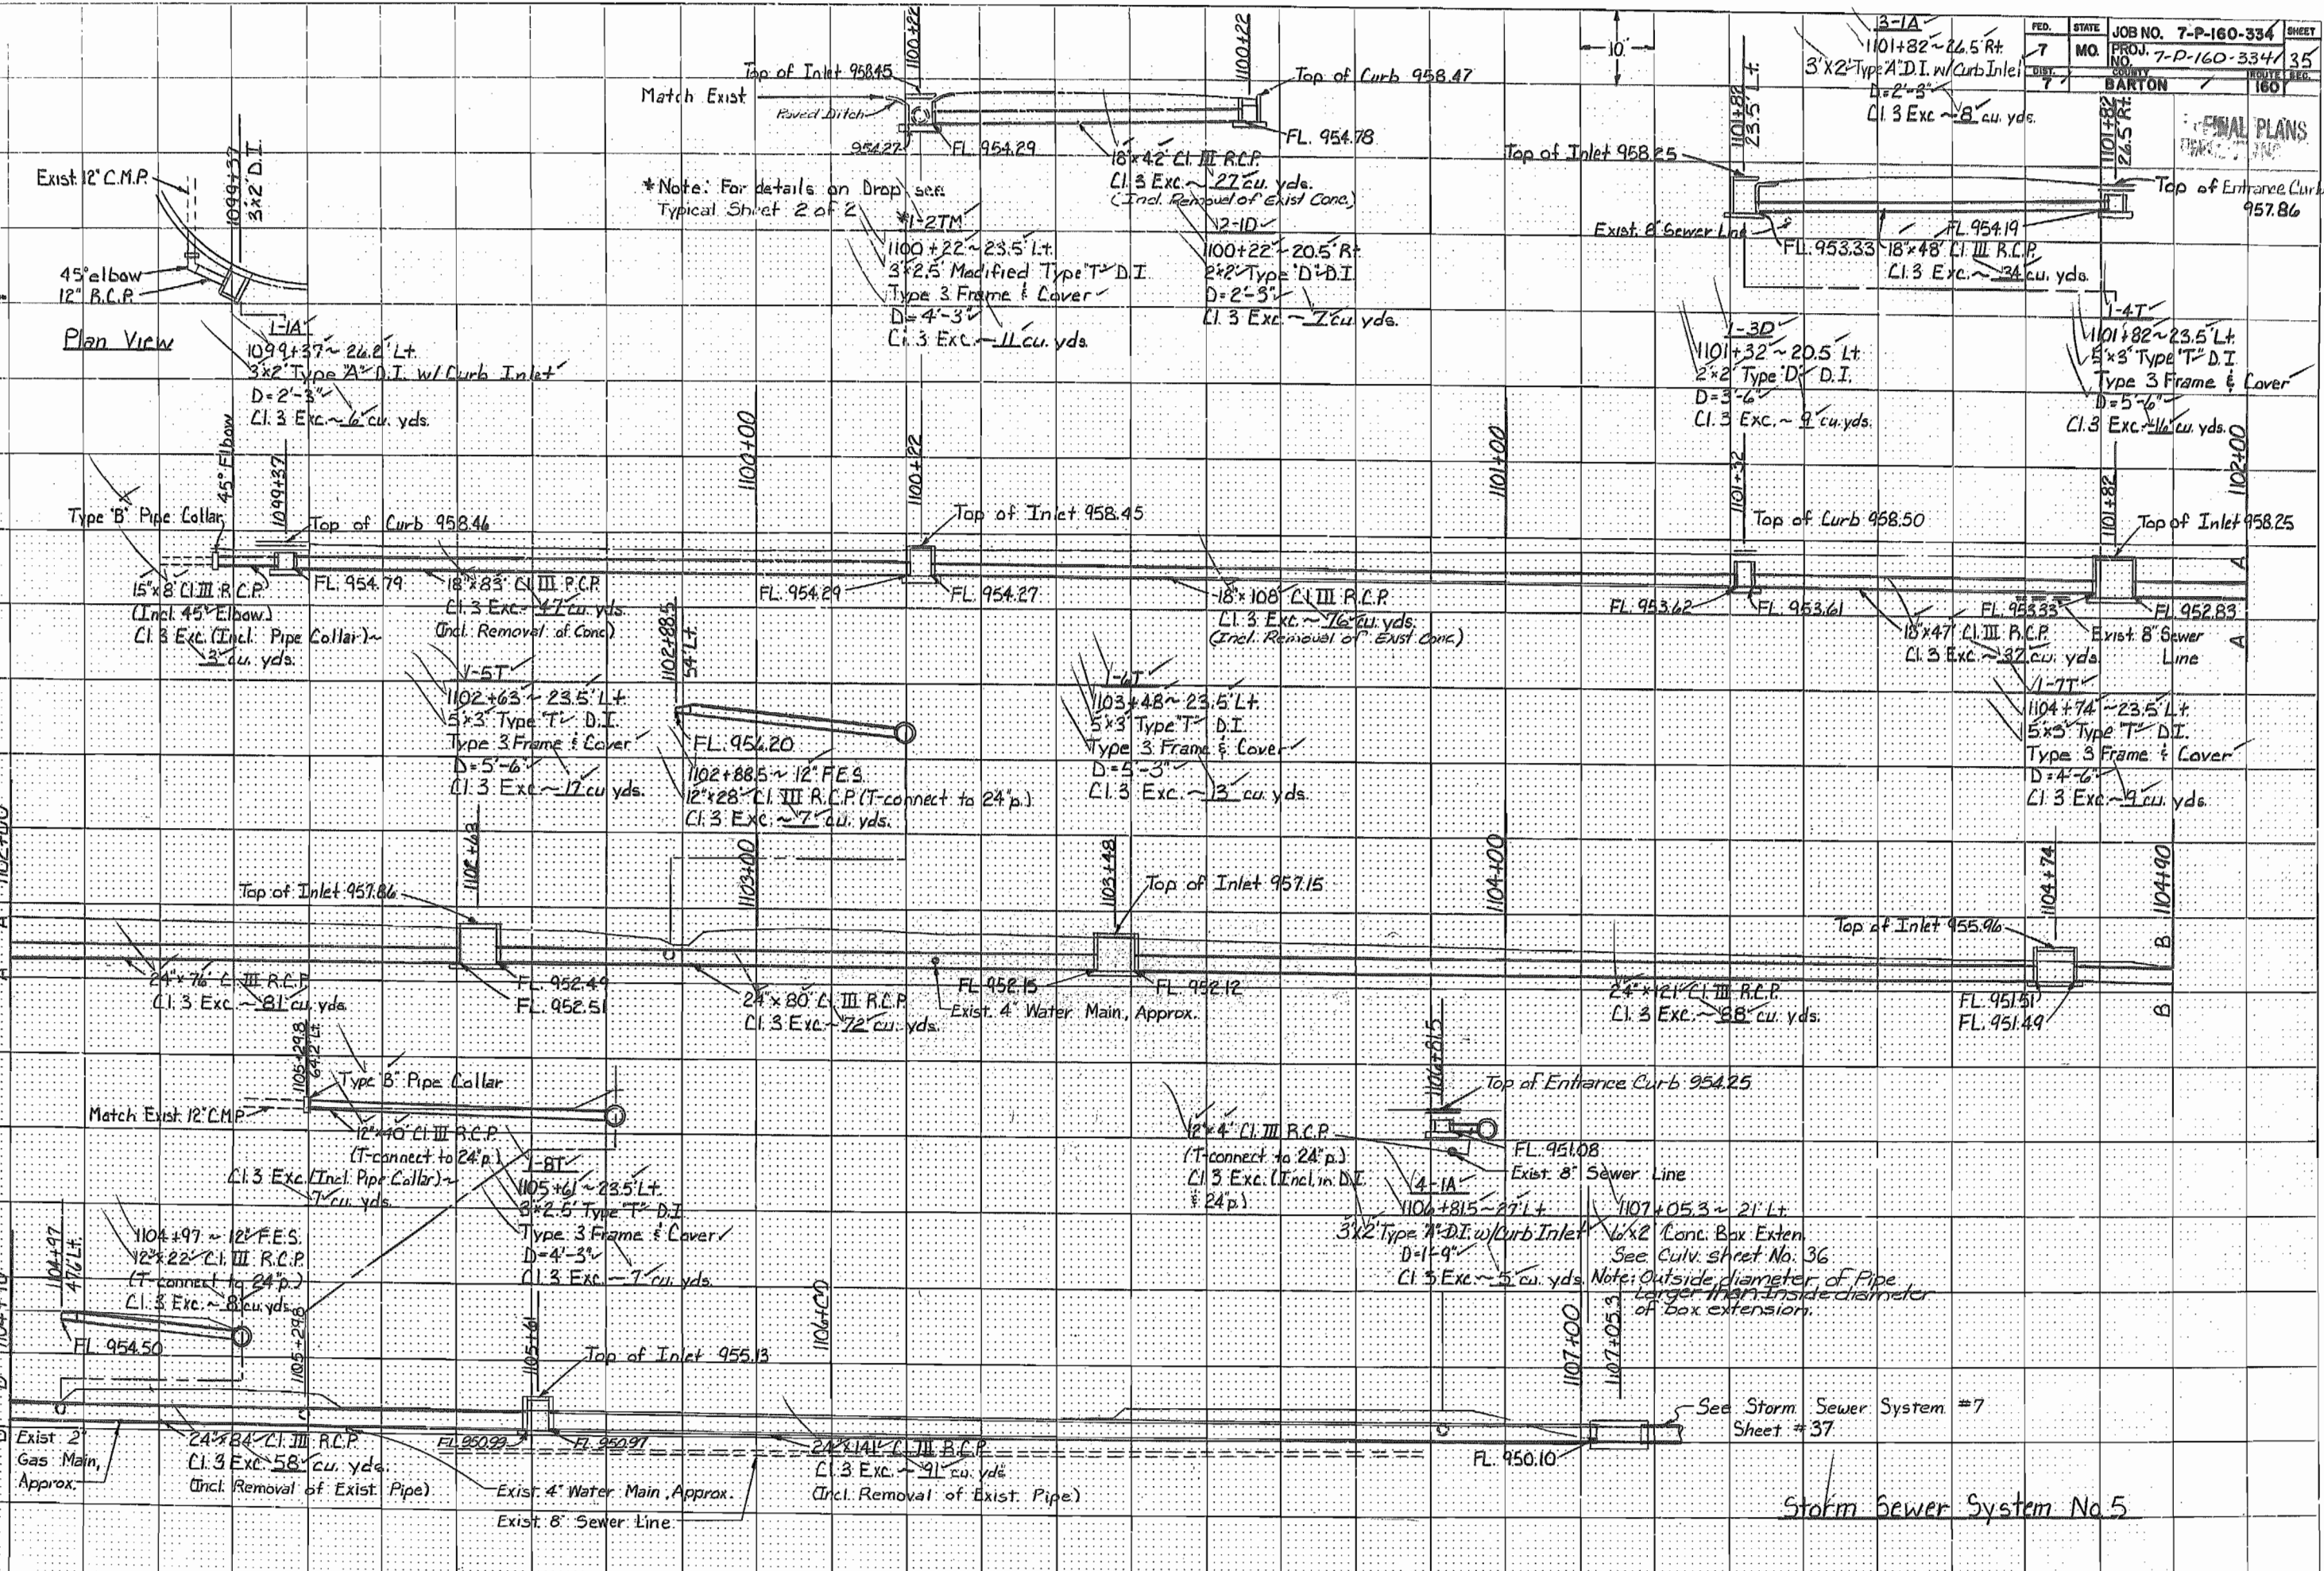 FED.
STATE
JOB NO. 7-P-160-334
SHEET
7
MO.
PROJ. NO. 7-P-160-334
35
DIST.
COUNTY
ROUTE
SEC.
7
BARTON
160
FINAL PLANS
Exist. 12" C.M.P.
1099+37
3'x2' D.I.
45° elbow
12" R.C.P.
Plan View
1-1A
1099+37 ~ 26.2' Lt.
3'x2' Type "A" D.I. w/ Curb Inlet
D=2'-3"
Cl. 3 Exc. ~ 6 cu. yds.
Top of Inlet 958.45
1100+22
1100+22
Top of Curb 958.47
Match Exist.
Paved Ditch
954.27
FL. 954.29
FL. 954.78
18"x42' Cl. III R.C.P.
Cl. 3 Exc. ~ 27 cu. yds.
(Incl. Removal of Exist. Conc.)
*Note: For details on Drop see
Typical Sheet 2 of 2
*1-2TM
1100+22 ~ 23.5' Lt.
3'x2.5' Modified Type "T" D.I.
Type 3 Frame & Cover
D=4'-3"
Cl. 3 Exc. ~ 11 cu. yds.
2-1D
1100+22 ~ 20.5' Rt.
2'x2' Type "D" D.I.
D=2'-3"
Cl. 3 Exc. ~ 7 cu. yds.
10'
3-1A
1101+82 ~ 26.5' Rt.
3'x2' Type "A" D.I. w/ Curb Inlet
D=2'-3"
Cl. 3 Exc. ~ 8 cu. yds.
1101+82
23.5' Lt.
1101+82
26.5' Rt.
Top of Inlet 958.25
Top of Entrance Curb
957.86
Exist. 8" Sewer Line
FL. 953.33
FL. 954.19
18"x48' Cl. III R.C.P.
Cl. 3 Exc. ~ 34 cu. yds.
1-3D
1101+32 ~ 20.5' Lt.
2'x2' Type "D" D.I.
D=3'-6"
Cl. 3 Exc. ~ 9 cu. yds.
1-4T
1101+82 ~ 23.5' Lt.
5'x3' Type "T" D.I.
Type 3 Frame & Cover
D=5'-6"
Cl. 3 Exc. ~ 16 cu. yds.
45° Elbow
1099+37
1100+00
1100+22
1101+00
1101+32
1101+82
1102+00
Type "B" Pipe Collar
Top of Curb 958.46
Top of Inlet 958.45
Top of Curb 958.50
Top of Inlet 958.25
A
A
15"x8' Cl. III R.C.P.
(Incl. 45° Elbow)
Cl. 3 Exc. (Incl. Pipe Collar) ~
3 cu. yds.
FL. 954.79
18"x83' Cl. III R.C.P.
Cl. 3 Exc. ~ 47 cu. yds.
(Incl. Removal of Conc.)
FL. 954.29
FL. 954.27
18"x108' Cl. III R.C.P.
Cl. 3 Exc. ~ 76 cu. yds.
(Incl. Removal of Exist. Conc.)
FL. 953.62
FL. 953.61
18"x47' Cl. III R.C.P.
Cl. 3 Exc. ~ 32 cu. yds.
FL. 953.33
FL. 952.83
Exist. 8" Sewer
Line
1-5T
1102+63 ~ 23.5' Lt.
5'x3' Type "T" D.I.
Type 3 Frame & Cover
D=5'-6"
Cl. 3 Exc. ~ 17 cu. yds.
1102+88.5
54' Lt.
FL. 954.20
1102+88.5 ~ 12" F.E.S.
12"x28' Cl. III R.C.P. (T-connect to 24"p.)
Cl. 3 Exc. ~ 7 cu. yds.
1-6T
1103+48 ~ 23.5' Lt.
5'x3' Type "T" D.I.
Type 3 Frame & Cover
D=5'-3"
Cl. 3 Exc. ~ 13 cu. yds.
1-7T
1104+74 ~ 23.5' Lt.
5'x3' Type "T" D.I.
Type 3 Frame & Cover
D=4'-6"
Cl. 3 Exc. ~ 9 cu. yds.
1102+00
1102+63
1103+00
1103+48
1104+00
1104+74
1104+90
Top of Inlet 957.86
Top of Inlet 957.15
Top of Inlet 955.96
A
A
B
B
24"x76' Cl. III R.C.P.
Cl. 3 Exc. ~ 81 cu. yds.
FL. 952.49
FL. 952.51
24"x80' Cl. III R.C.P.
Cl. 3 Exc. ~ 72 cu. yds.
FL. 952.15
FL. 952.12
Exist. 4" Water Main, Approx.
24"x121' Cl. III R.C.P.
Cl. 3 Exc. ~ 88 cu. yds.
FL. 951.51
FL. 951.49
1105+29.8
64.2' Lt.
Type "B" Pipe Collar
Match Exist. 12" C.M.P.
12"x40' Cl. III R.C.P.
(T-connect to 24"p.)
Cl. 3 Exc. (Incl. Pipe Collar) ~
7 cu. yds.
1-8T
1105+61 ~ 23.5' Lt.
3'x2.5' Type "T" D.I.
Type 3 Frame & Cover
D=4'-3"
Cl. 3 Exc. ~ 7 cu. yds.
1106+81.5
Top of Entrance Curb 954.25
12"x4' Cl. III R.C.P.
(T-connect to 24"p.)
Cl. 3 Exc. (Incl. in D.I.
& 24"p.)
FL. 951.08
Exist. 8" Sewer Line
4-1A
1106+81.5 ~ 27' Lt.
3'x2' Type "A" D.I. w/ Curb Inlet
D=1'-9"
Cl. 3 Exc. ~ 5 cu. yds.
1107+05.3 ~ 21' Lt.
6'x2' Conc. Box Exten.
See Culv. sheet No. 36
Note: Outside diameter of Pipe
Larger than Inside diameter
of box extension.
1104+97
47.6' Lt.
1104+97 ~ 12" F.E.S.
12"x22' Cl. III R.C.P.
(T-connect to 24"p.)
Cl. 3 Exc. ~ 8 cu. yds.
FL. 954.50
1105+29.8
1105+61
1106+00
1107+00
1107+05.3
Top of Inlet 955.13
Exist 2"
Gas Main,
Approx.
24"x84' Cl. III R.C.P.
Cl. 3 Exc. 58 cu. yds.
(Incl. Removal of Exist. Pipe)
FL. 950.99
FL. 950.97
24"x141' Cl. III R.C.P.
Cl. 3 Exc. ~ 91 cu. yds.
(Incl. Removal of Exist. Pipe)
Exist. 4" Water Main, Approx.
Exist. 8" Sewer Line
FL. 950.10
See Storm Sewer System #7
Sheet #37
Storm Sewer System No. 5